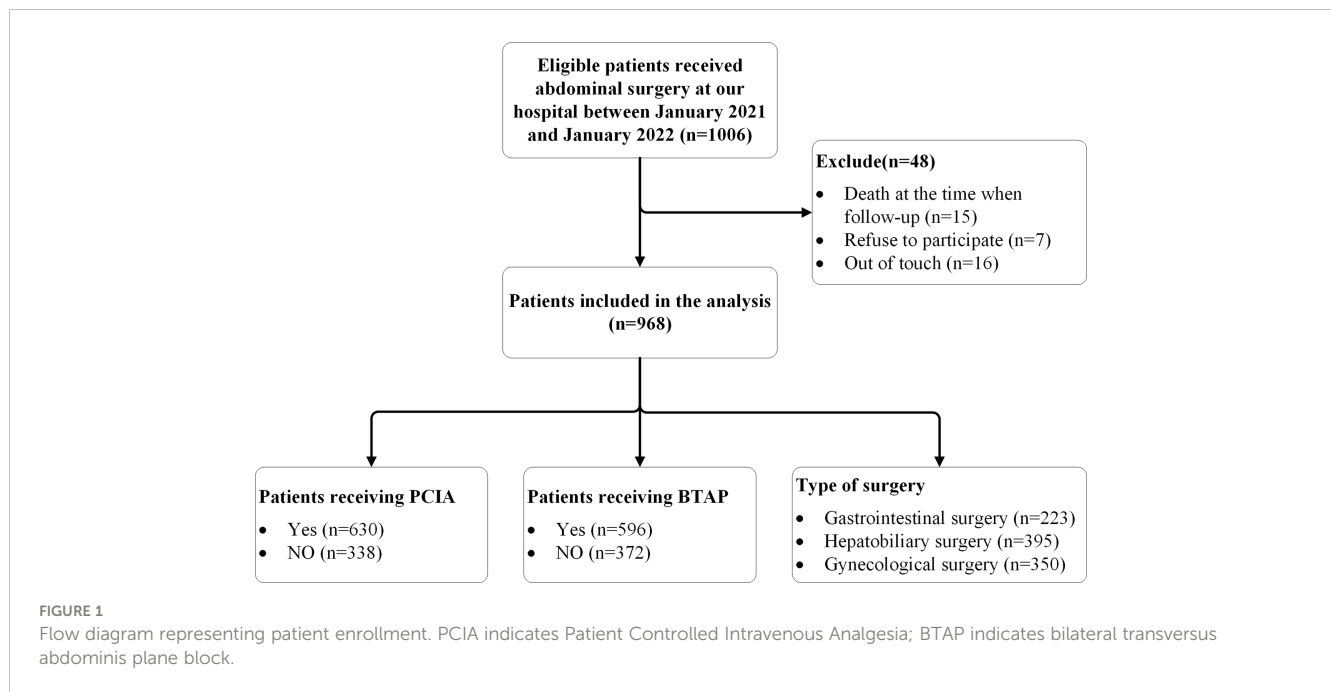 Eligible patients received
abdominal surgery at our
hospital between January 2021
and January 2022 (n=1006)
Exclude(n=48)
• Death at the time when
follow-up (n=15)
• Refuse to participate (n=7)
• Out of touch (n=16)
Patients included in the analysis
(n=968)
Patients receiving PCIA
• Yes (n=630)
• NO (n=338)
Patients receiving BTAP
• Yes (n=596)
• NO (n=372)
Type of surgery
• Gastrointestinal surgery (n=223)
• Hepatobiliary surgery (n=395)
• Gynecological surgery (n=350)
FIGURE 1
Flow diagram representing patient enrollment. PCIA indicates Patient Controlled Intravenous Analgesia; BTAP indicates bilateral transversus
abdominis plane block.